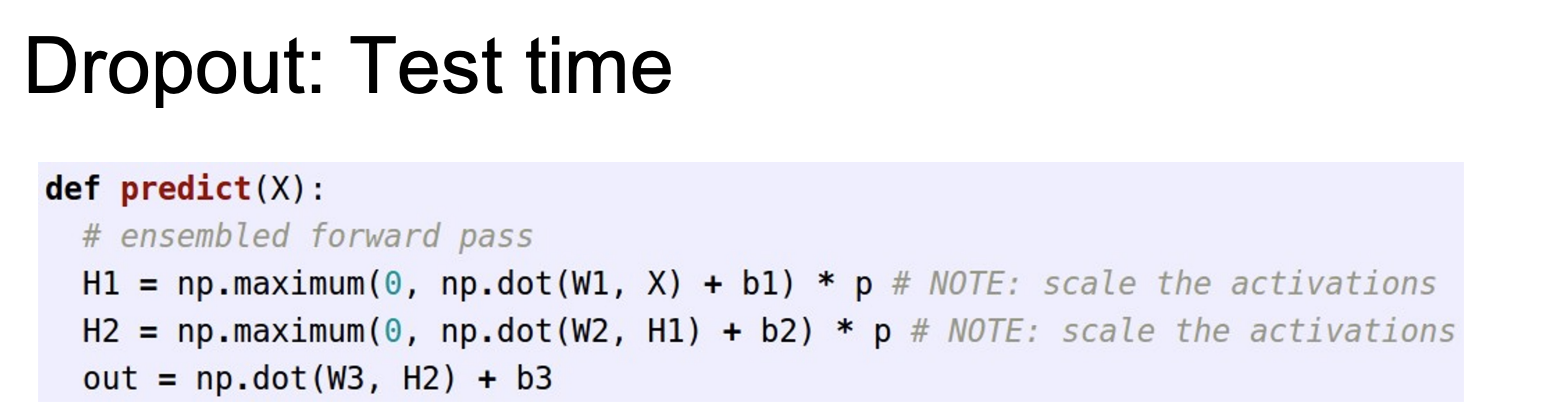 Dropout: Test time
def predict(X):
# ensembled forward pass
H1 = np.maximum(0, np.dot(W1, X) + b1) * p # NOTE: scale the activations
H2 = np.maximum(0, np.dot(W2, H1) + b2) * p # NOTE: scale the activations
out = np.dot(W3, H2) + b3